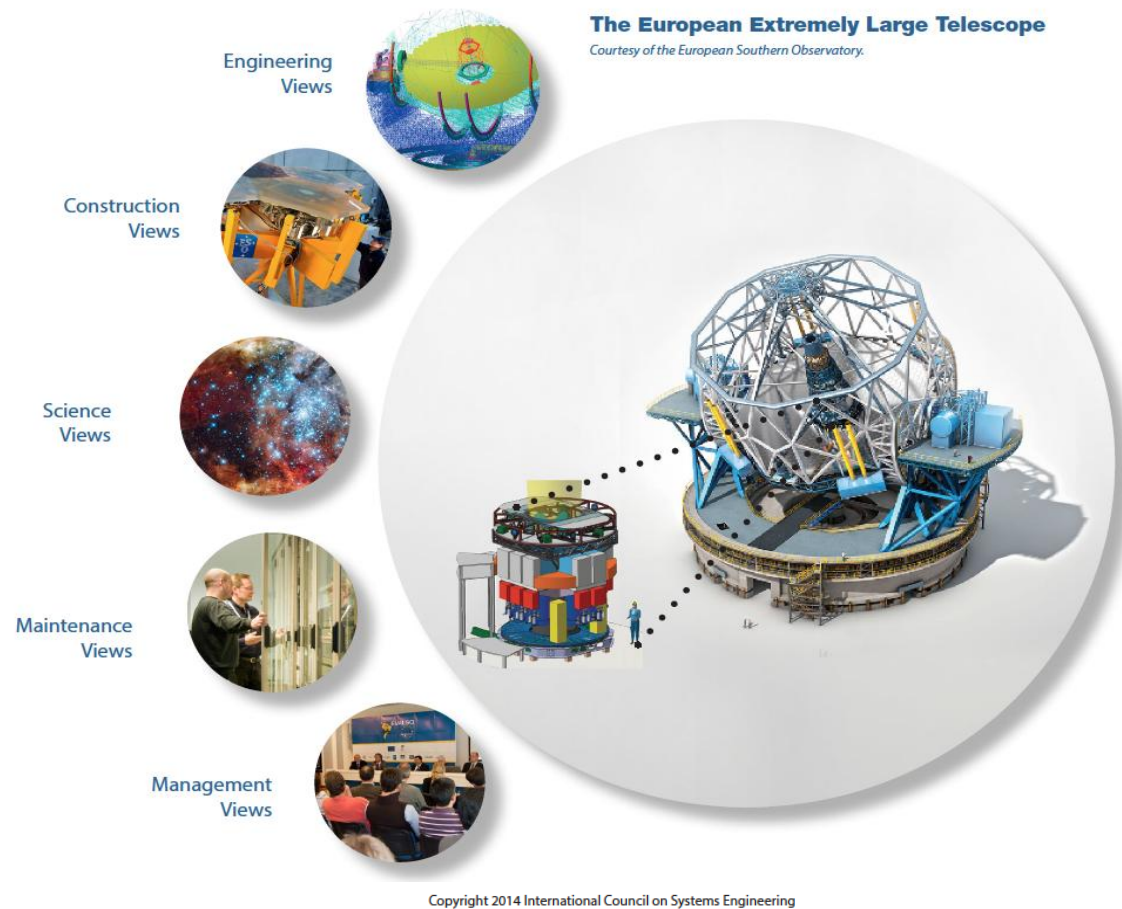 The European Extremely Large Telescope
Courtesy of the European Southern Observatory.
Engineering
Views
Construction
Views
Science
Views
Maintenance
Views
Management
Views
Copyright 2014 International Council on Systems Engineering